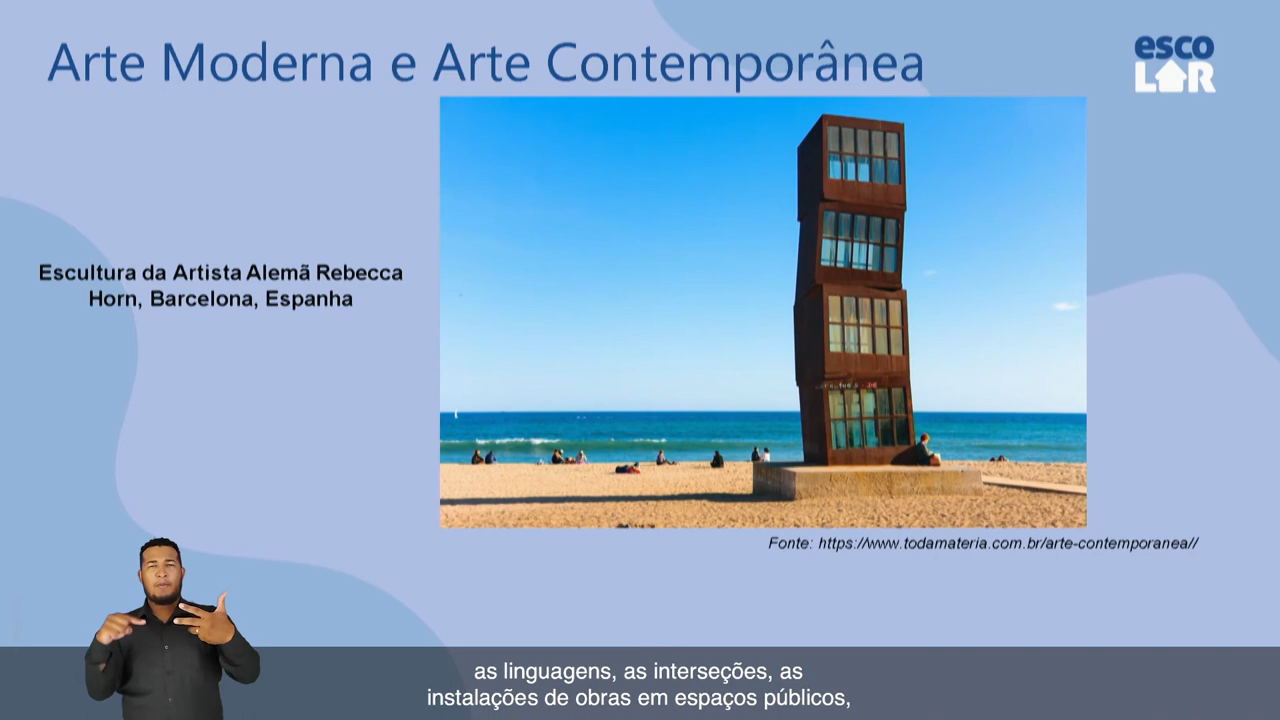 Arte Moderna e Arte Contemporânea
esco
LAR
Escultura da Artista Alemã Rebecca
Horn, Barcelona, Espanha
Fonte: https://www.todamateria.com.br/arte-contemporanea//
as linguagens, as interseções, as
instalações de obras em espaços públicos,